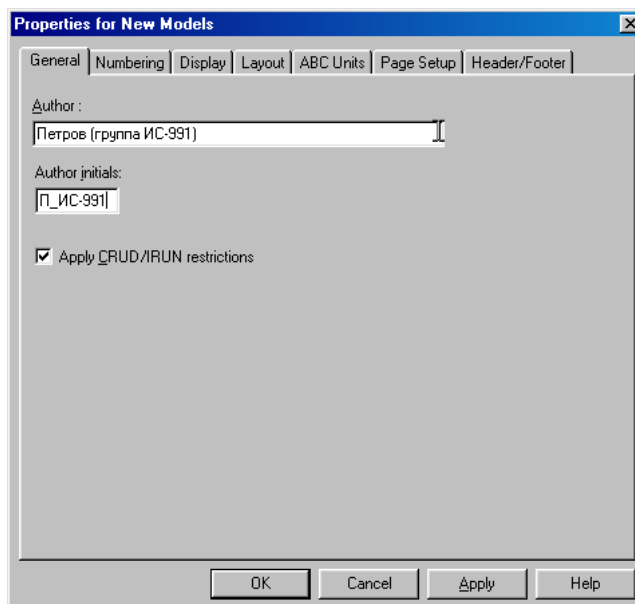 Properties for New Models
General Numbering Display Layout ABC Units Page Setup Header/Footer
Author :
Петров (группа ИС-991)
Author initials:
П_ИС-991
Apply CRUD/IRUN restrictions
OK Cancel Apply Help